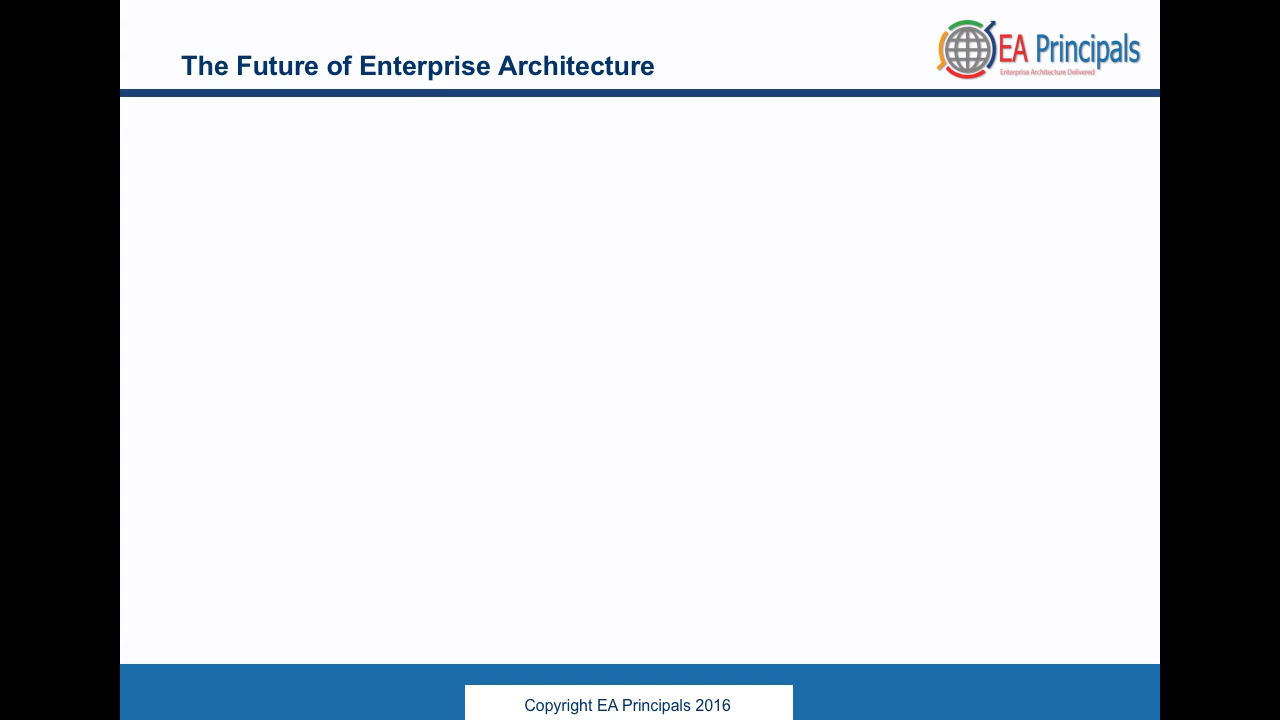 The Future of Enterprise Architecture
EA Principals
Enterprise Architecture Delivered
Copyright EA Principals 2016